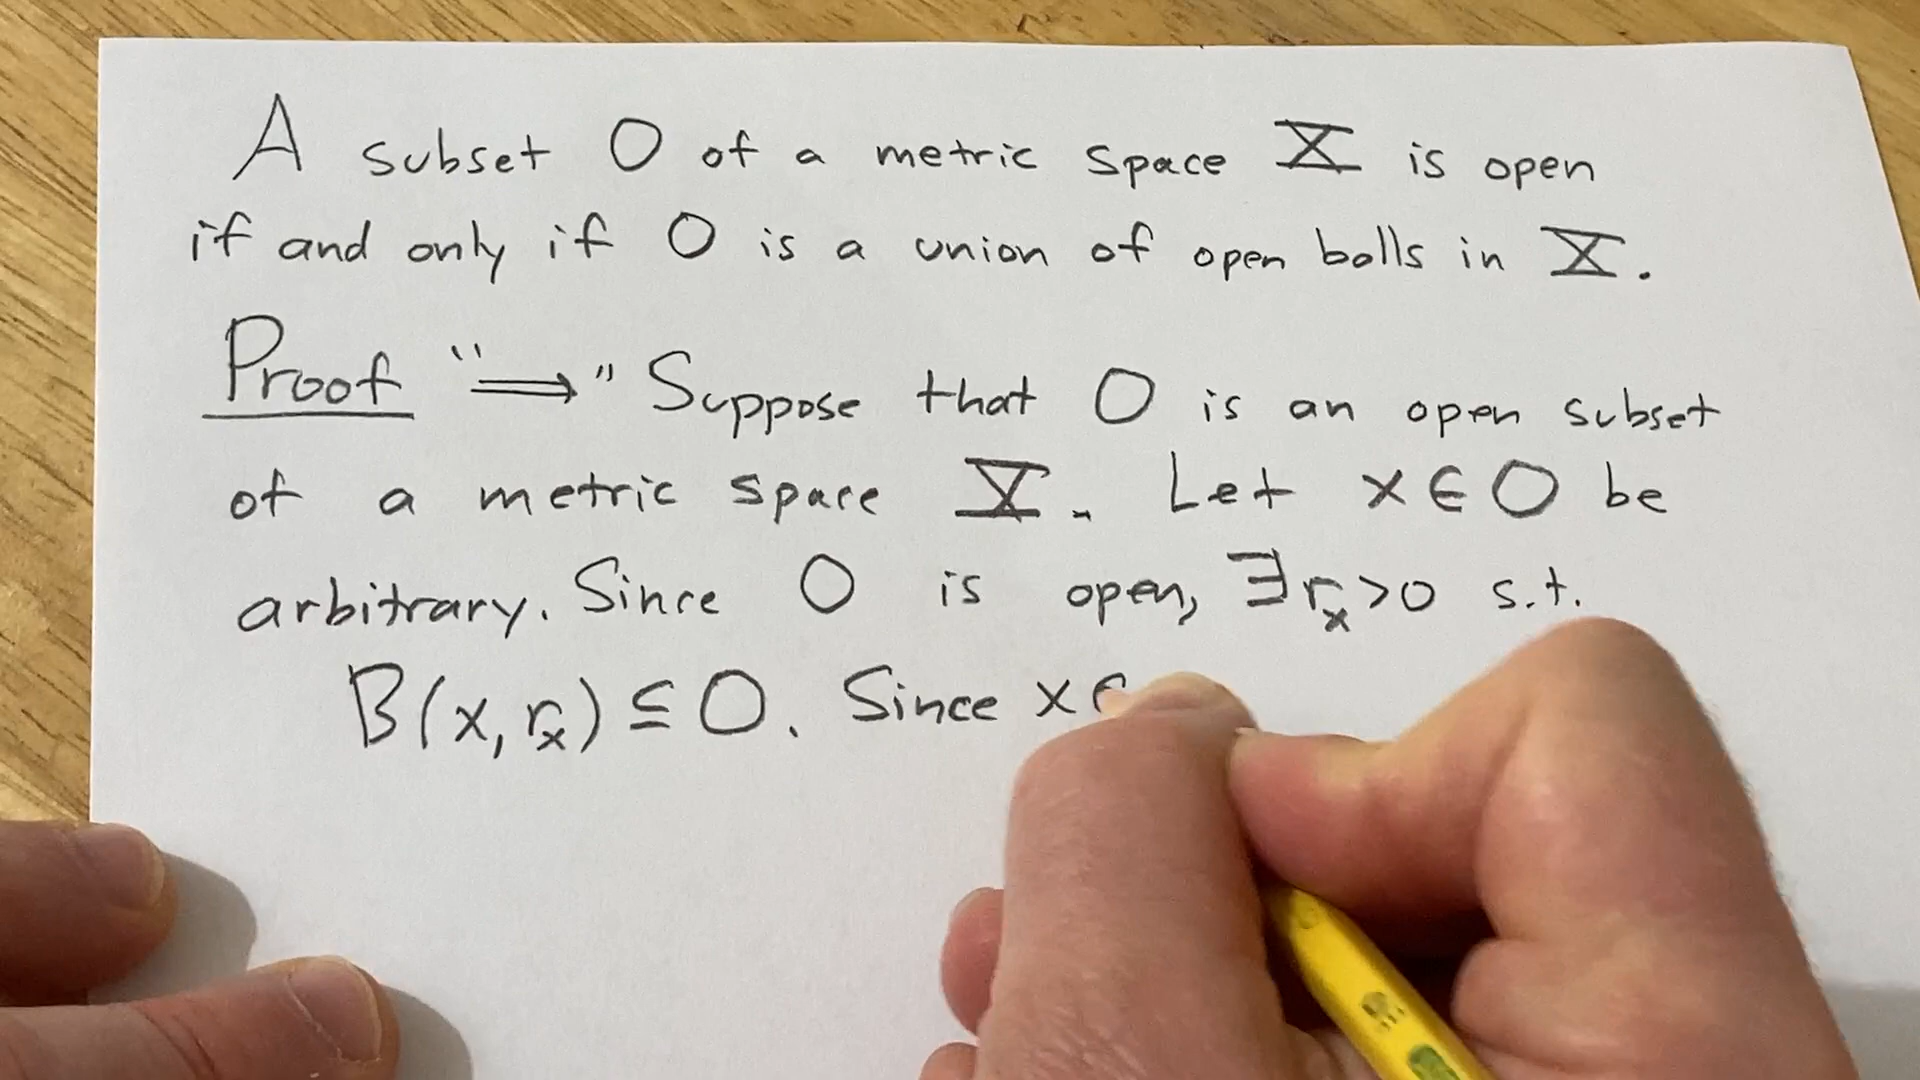 A subset O of a metric space X is open
if and only if O is a union of open balls in X.
Proof "⟹" Suppose that O is an open subset
of a metric space X. Let x ∈ O be
arbitrary. Since O is open, ∃ rₓ > 0 s.t.
B(x, rₓ) ⊆ O. Since x